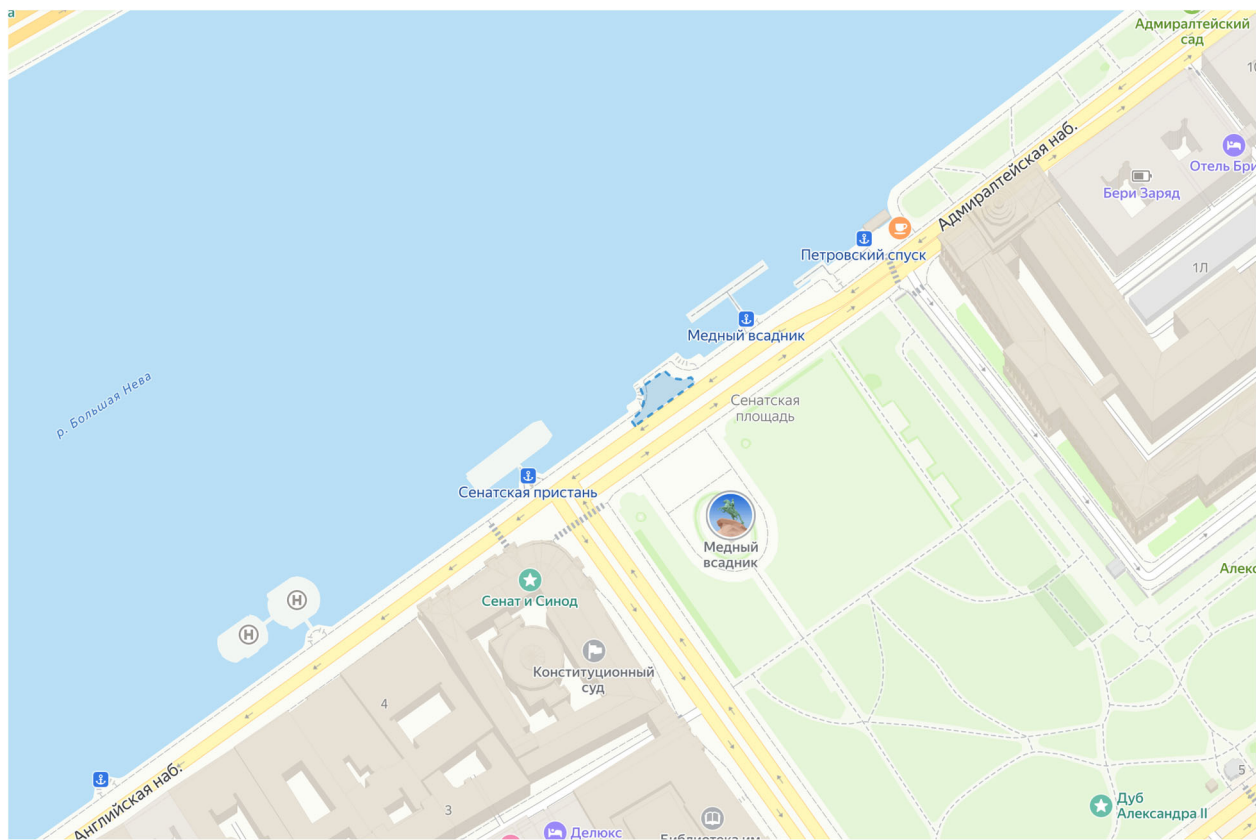 а
Адмиралтейский
сад
10
Адмиралтейская наб.
Отель Бри
Бери Заряд
Петровский спуск
1Л
Медный всадник
р. Большая Нева
Сенатская
площадь
Сенатская пристань
Медный
всадник
Алекс
Сенат и Синод
H
H
Конституционный
суд
4
Английская наб.
3
5
Дуб
Александра II
Делюкс
Библиотека им